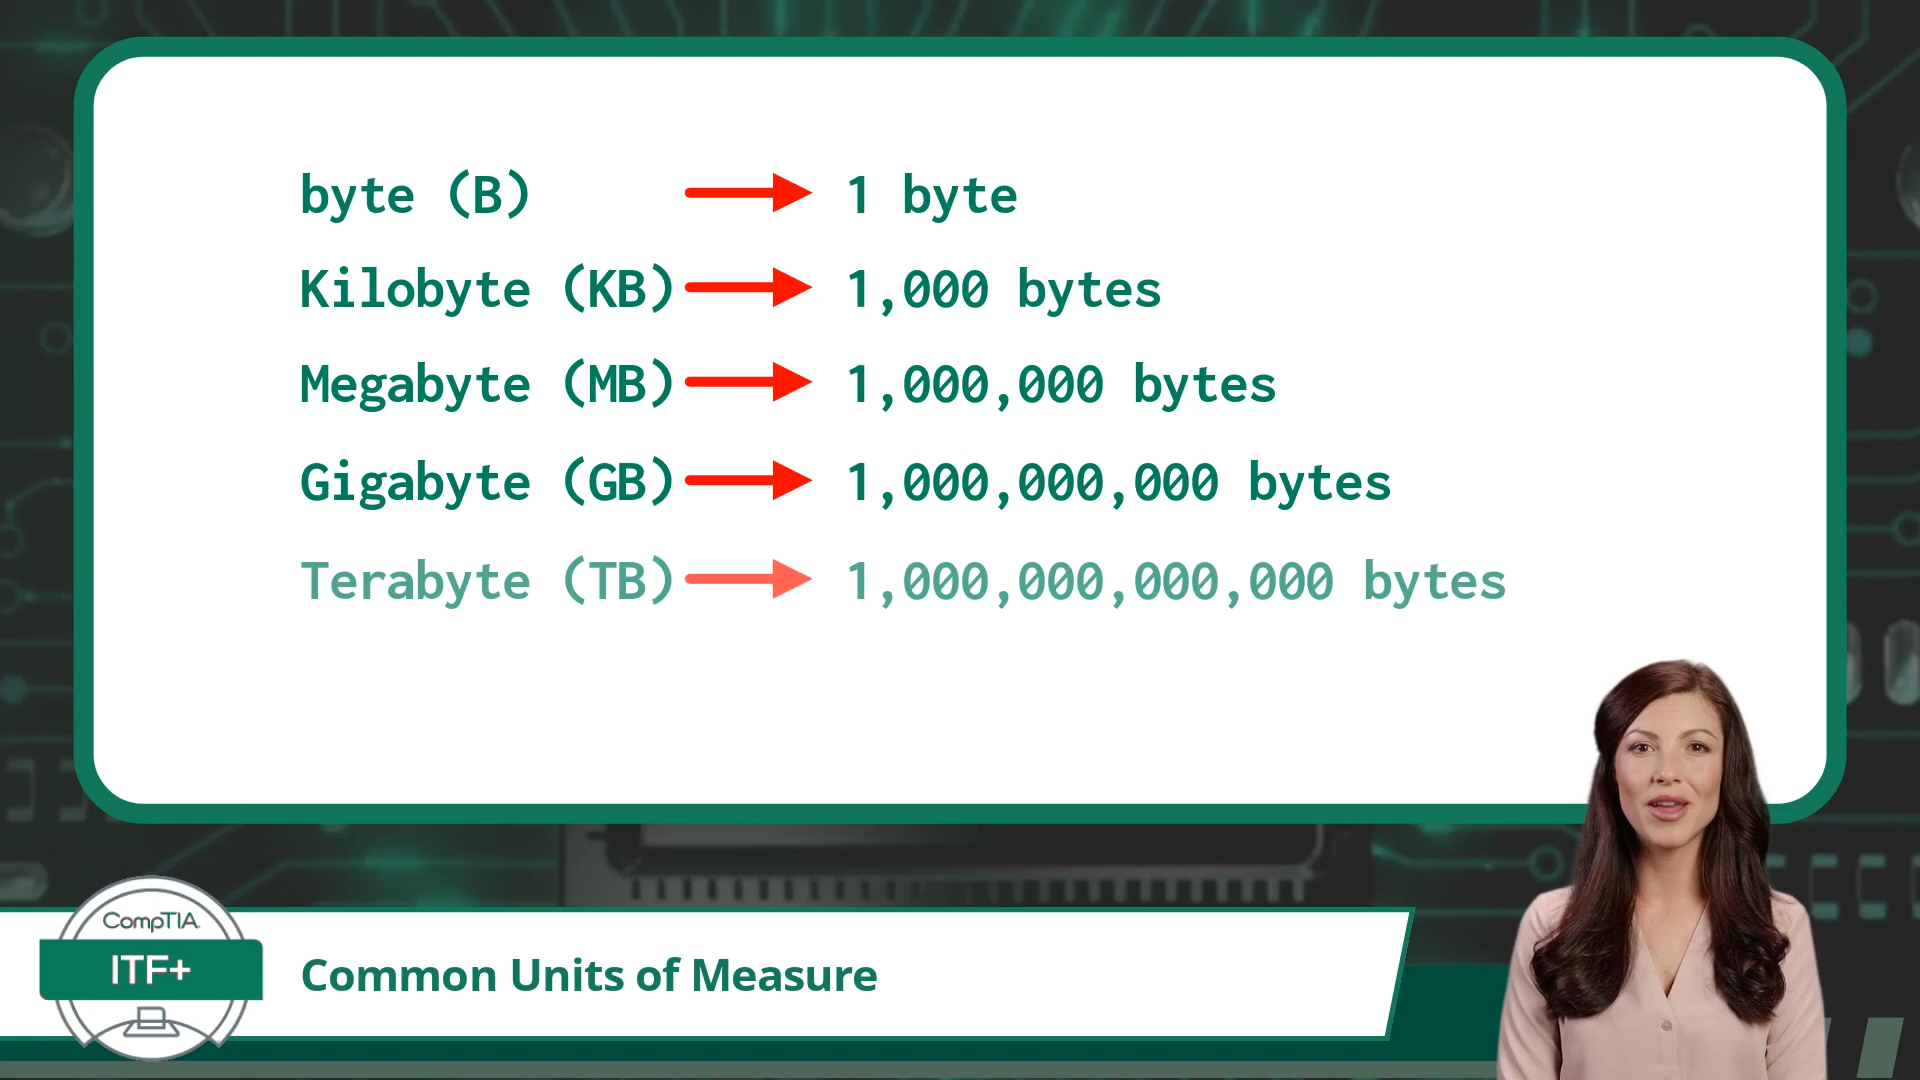 byte (B) 1 byte
Kilobyte (KB) 1,000 bytes
Megabyte (MB) 1,000,000 bytes
Gigabyte (GB) 1,000,000,000 bytes
Terabyte (TB) 1,000,000,000,000 bytes
CompTIA
ITF+
Common Units of Measure